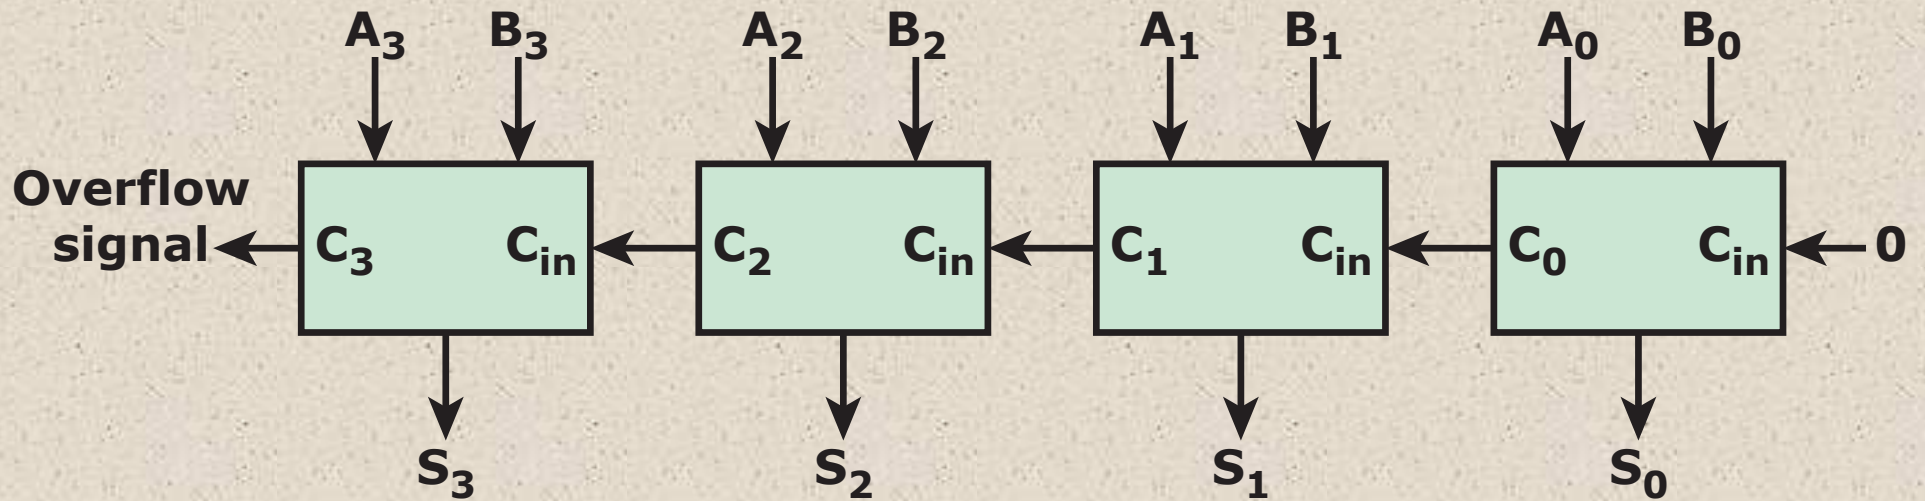 A3 B3 A2 B2 A1 B1 A0 B0
Overflow
signal C3 Cin C2 Cin C1 Cin C0 Cin 0
S3 S2 S1 S0